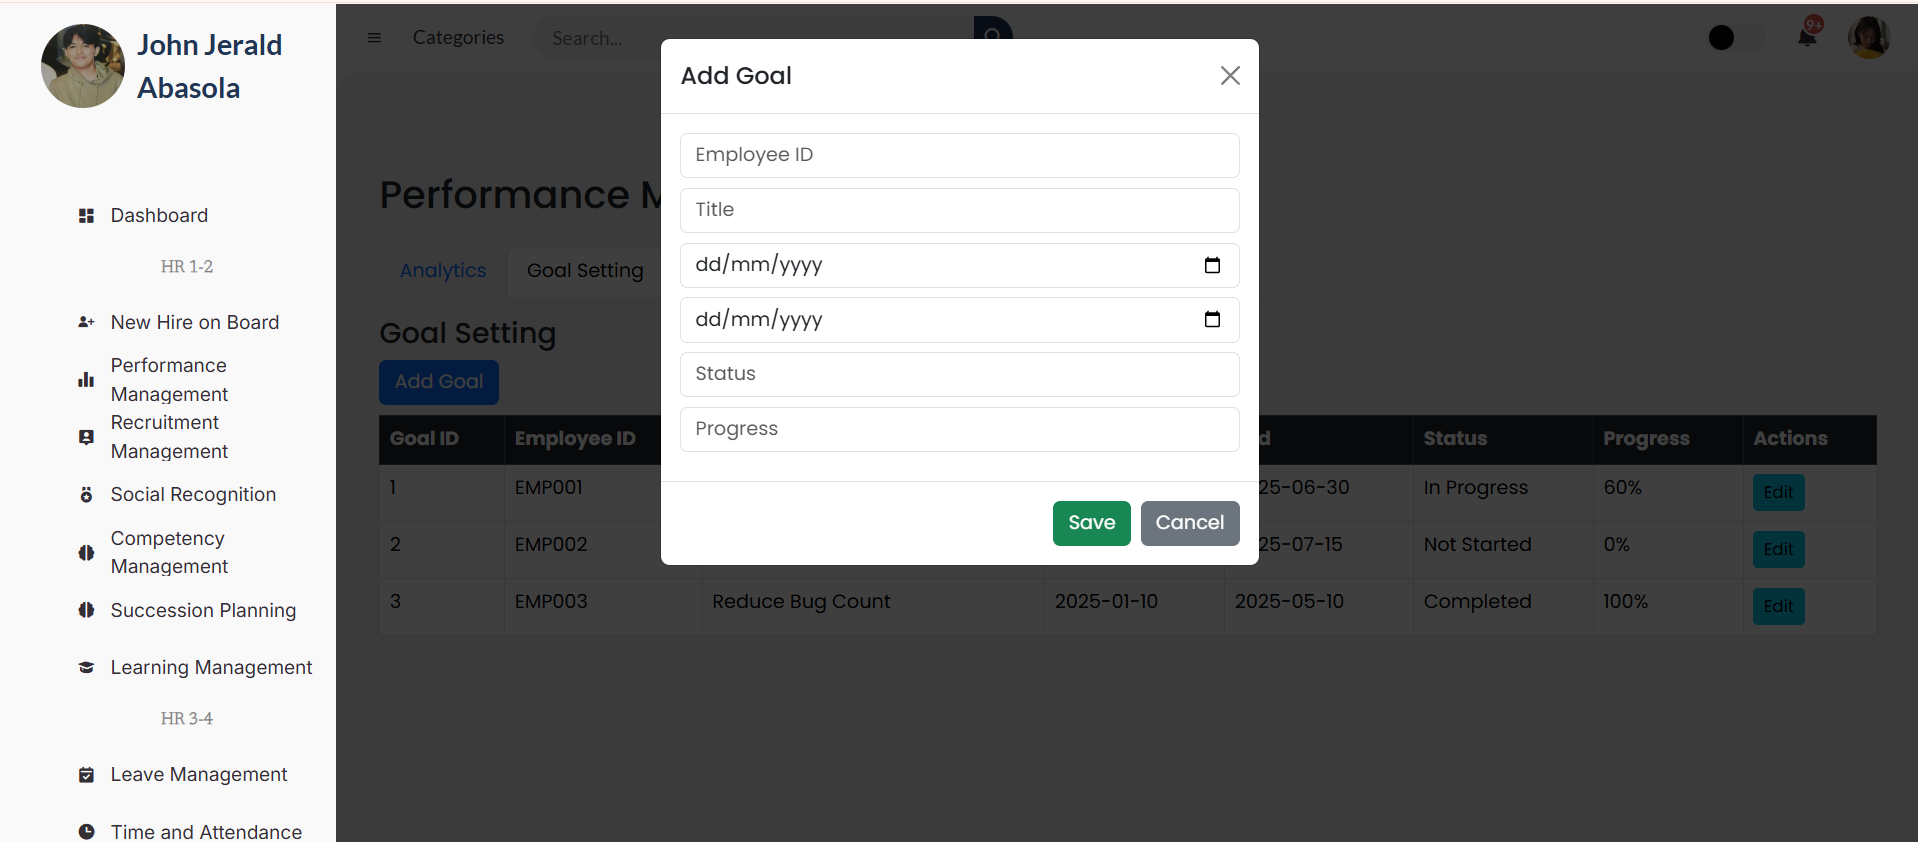 John Jerald
Abasola
Dashboard
HR 1-2
New Hire on Board
Performance
Management
Recruitment
Management
Social Recognition
Competency
Management
Succession Planning
Learning Management
HR 3-4
Leave Management
Time and Attendance
Categories
Search...
9+
Performance M
Analytics
Goal Setting
Goal Setting
Add Goal
Goal ID Employee ID d Status Progress Actions
1 EMP001 25-06-30 In Progress 60% Edit
2 EMP002 25-07-15 Not Started 0% Edit
3 EMP003 Reduce Bug Count 2025-01-10 2025-05-10 Completed 100% Edit
Add Goal
Employee ID
Title
dd/mm/yyyy
dd/mm/yyyy
Status
Progress
Save Cancel